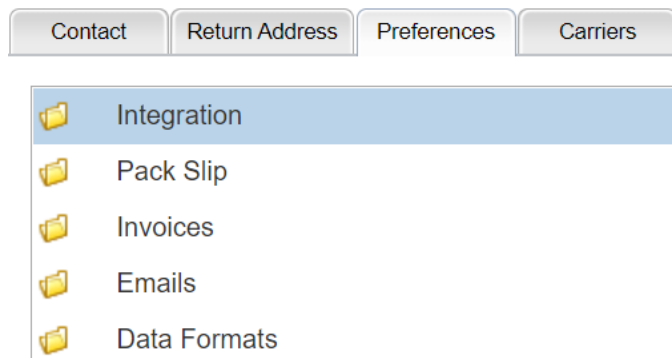 Contact Return Address Preferences Carriers
Integration
Pack Slip
Invoices
Emails
Data Formats